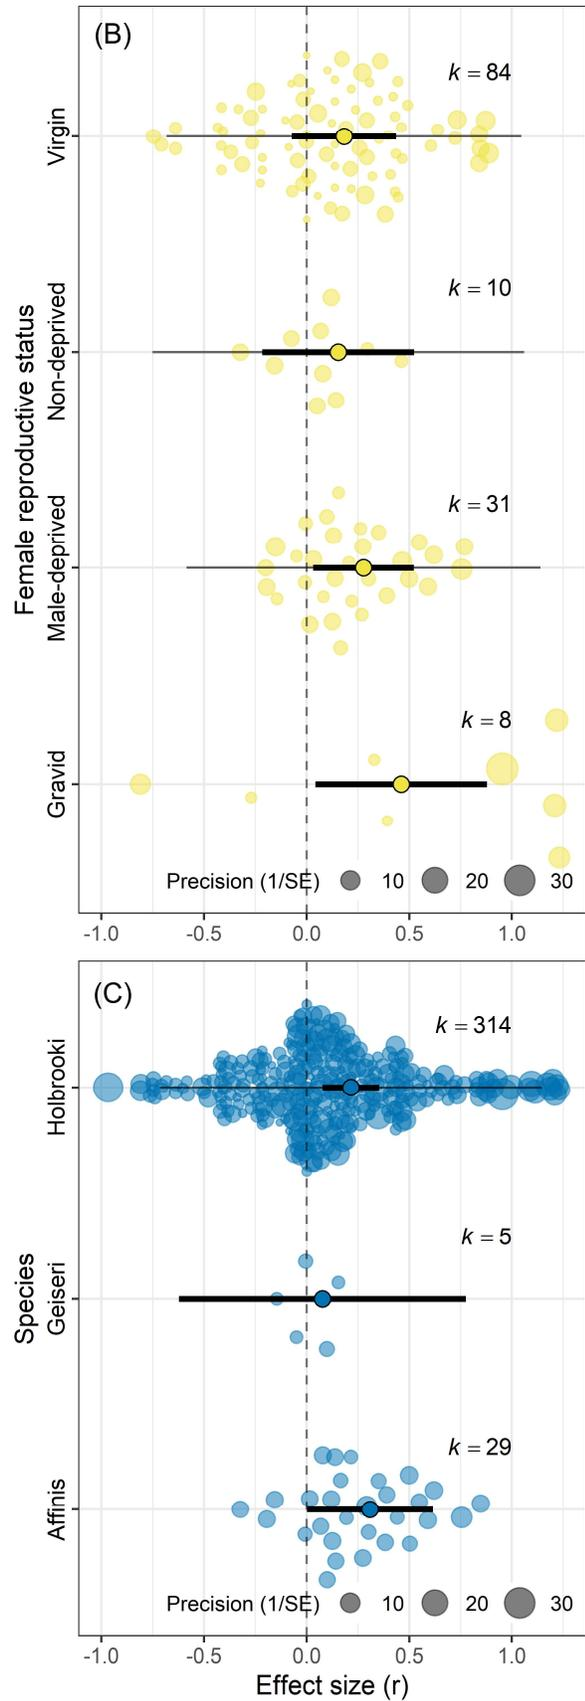 (B)
k = 84
Virgin
k = 10
Non-deprived
Female reproductive status
k = 31
Male-deprived
k = 8
Gravid
Precision (1/SE) 10 20 30
-1.0 -0.5 0.0 0.5 1.0
(C)
k = 314
Holbrooki
k = 5
Geiseri
Species
k = 29
Affinis
Precision (1/SE) 10 20 30
-1.0 -0.5 0.0 0.5 1.0
Effect size (r)